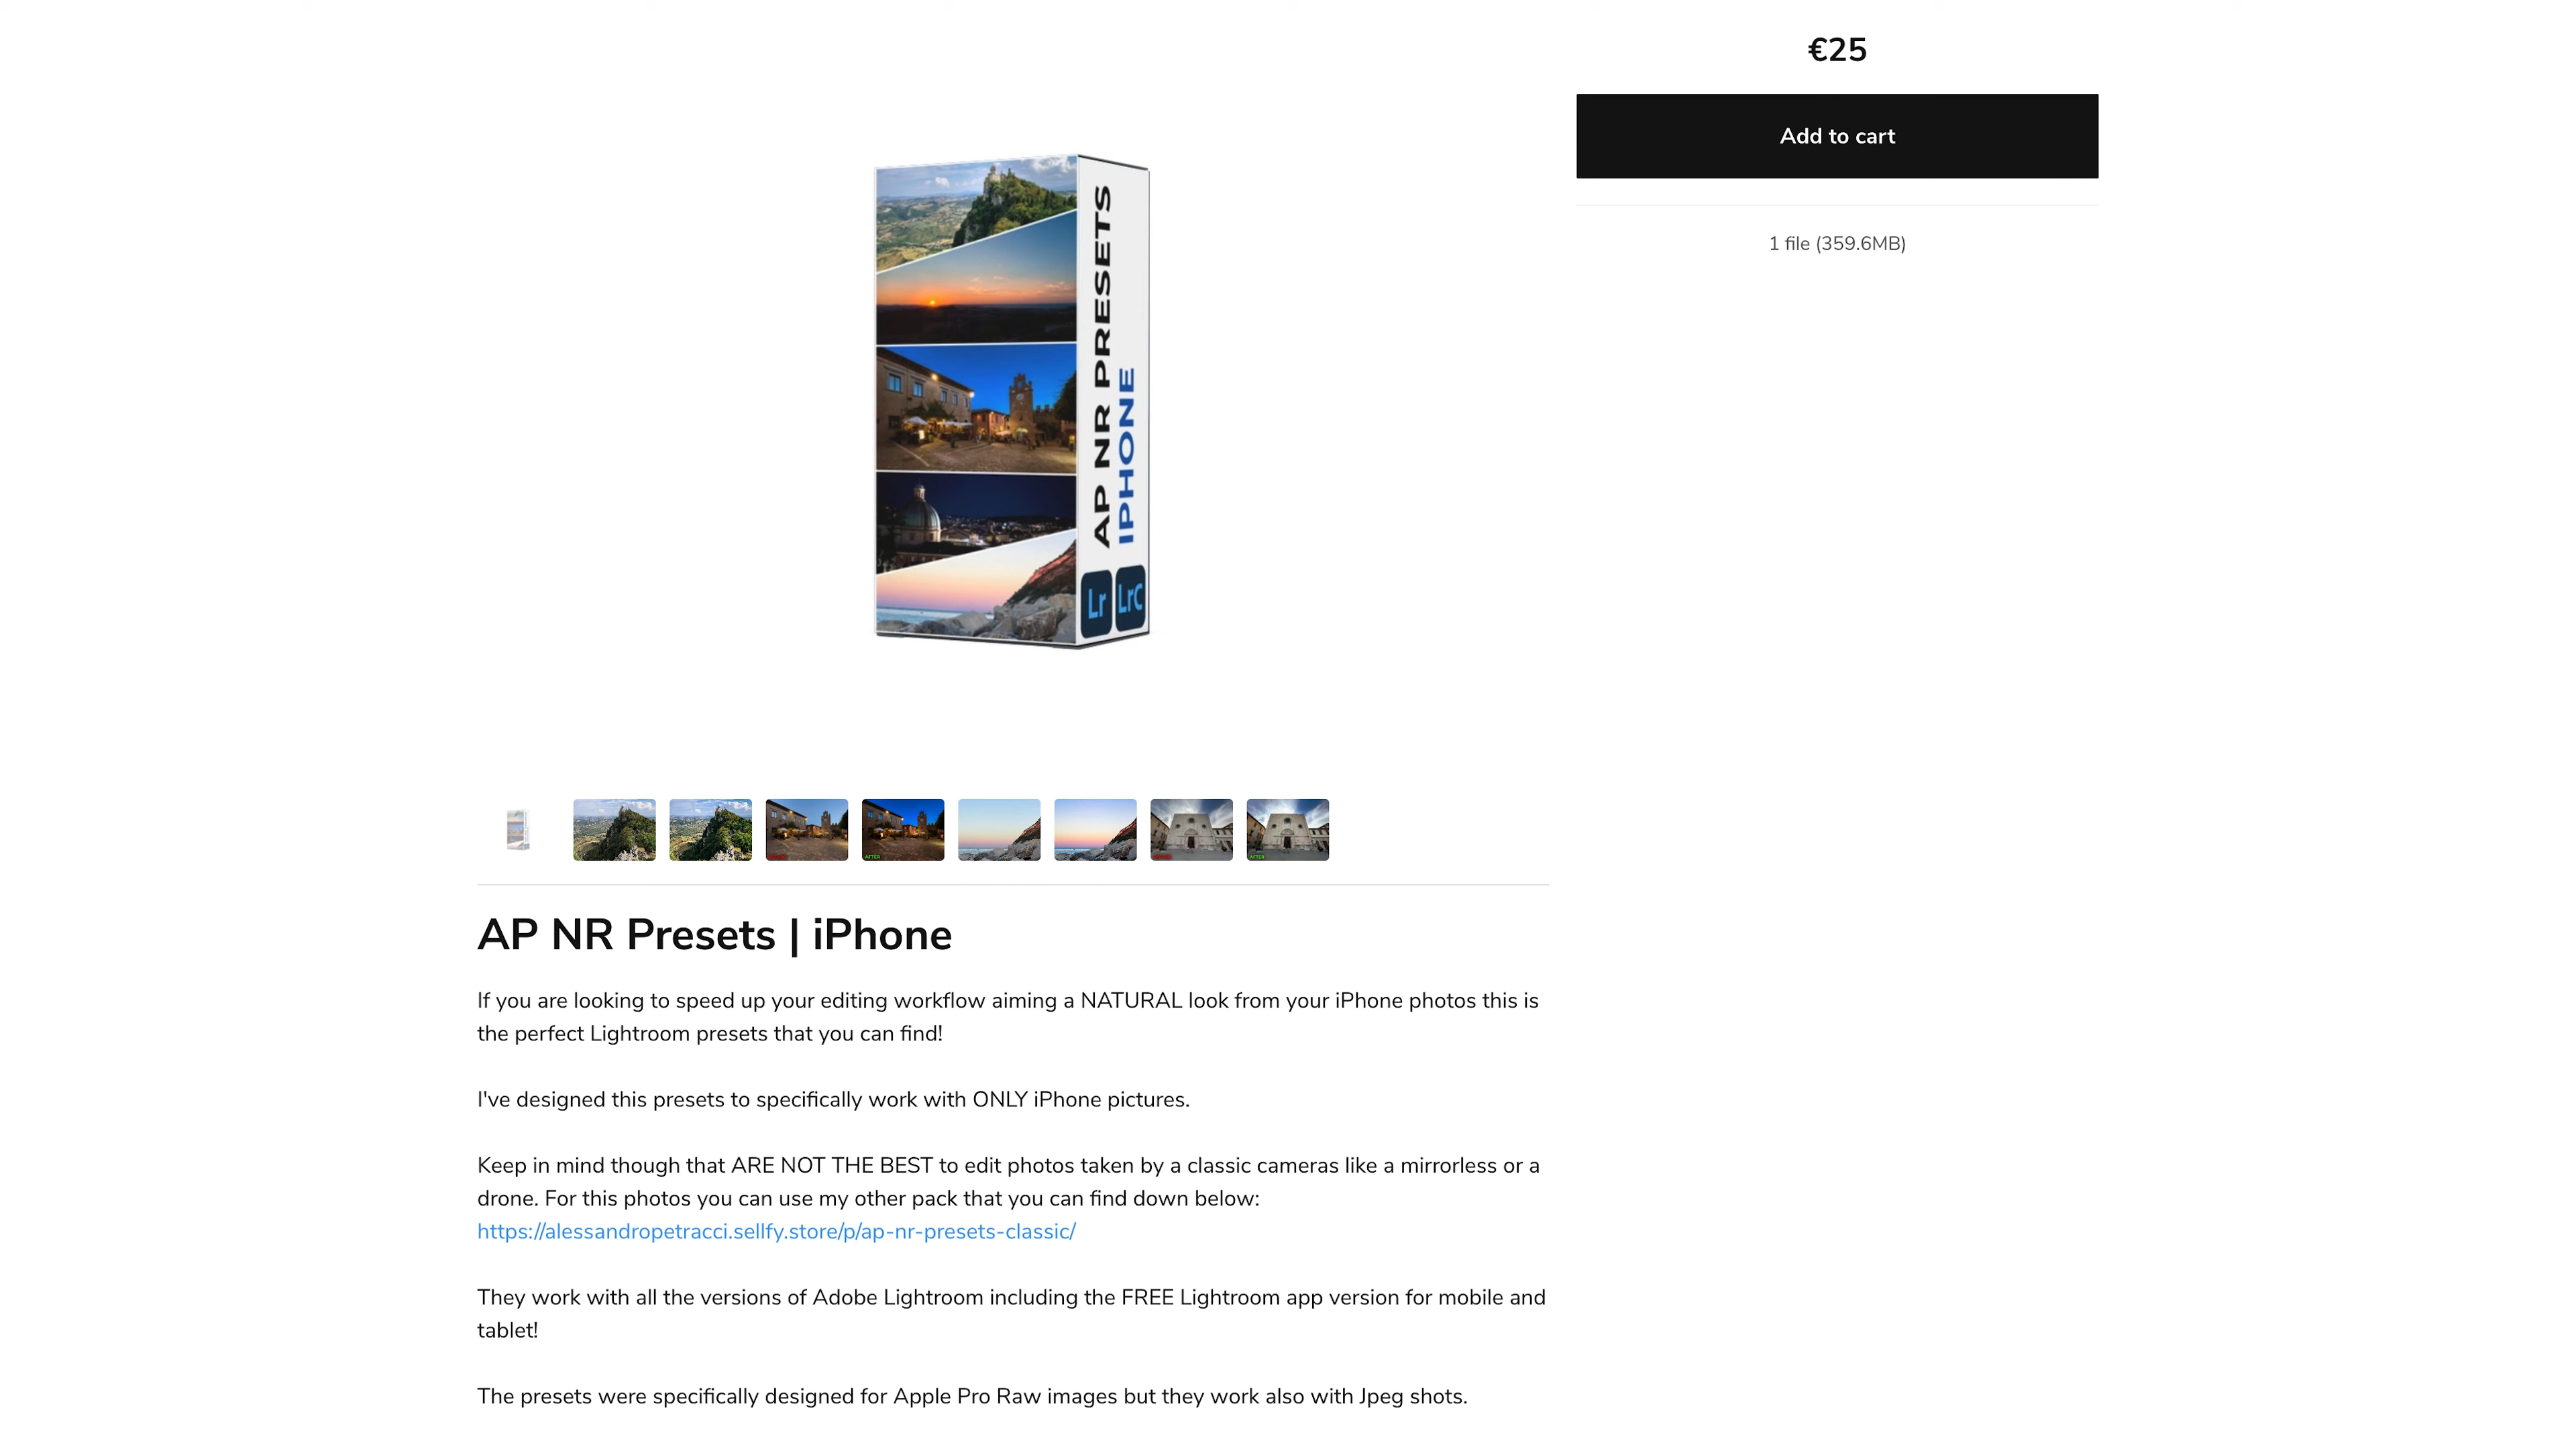 €25
Add to cart
1 file (359.6MB)
AP NR PRESETS
IPHONE
Lr LrC
AFTER
AFTER
AP NR Presets | iPhone
If you are looking to speed up your editing workflow aiming a NATURAL look from your iPhone photos this is
the perfect Lightroom presets that you can find!
I've designed this presets to specifically work with ONLY iPhone pictures.
Keep in mind though that ARE NOT THE BEST to edit photos taken by a classic cameras like a mirrorless or a
drone. For this photos you can use my other pack that you can find down below:
https://alessandropetracci.sellfy.store/p/ap-nr-presets-classic/
They work with all the versions of Adobe Lightroom including the FREE Lightroom app version for mobile and
tablet!
The presets were specifically designed for Apple Pro Raw images but they work also with Jpeg shots.